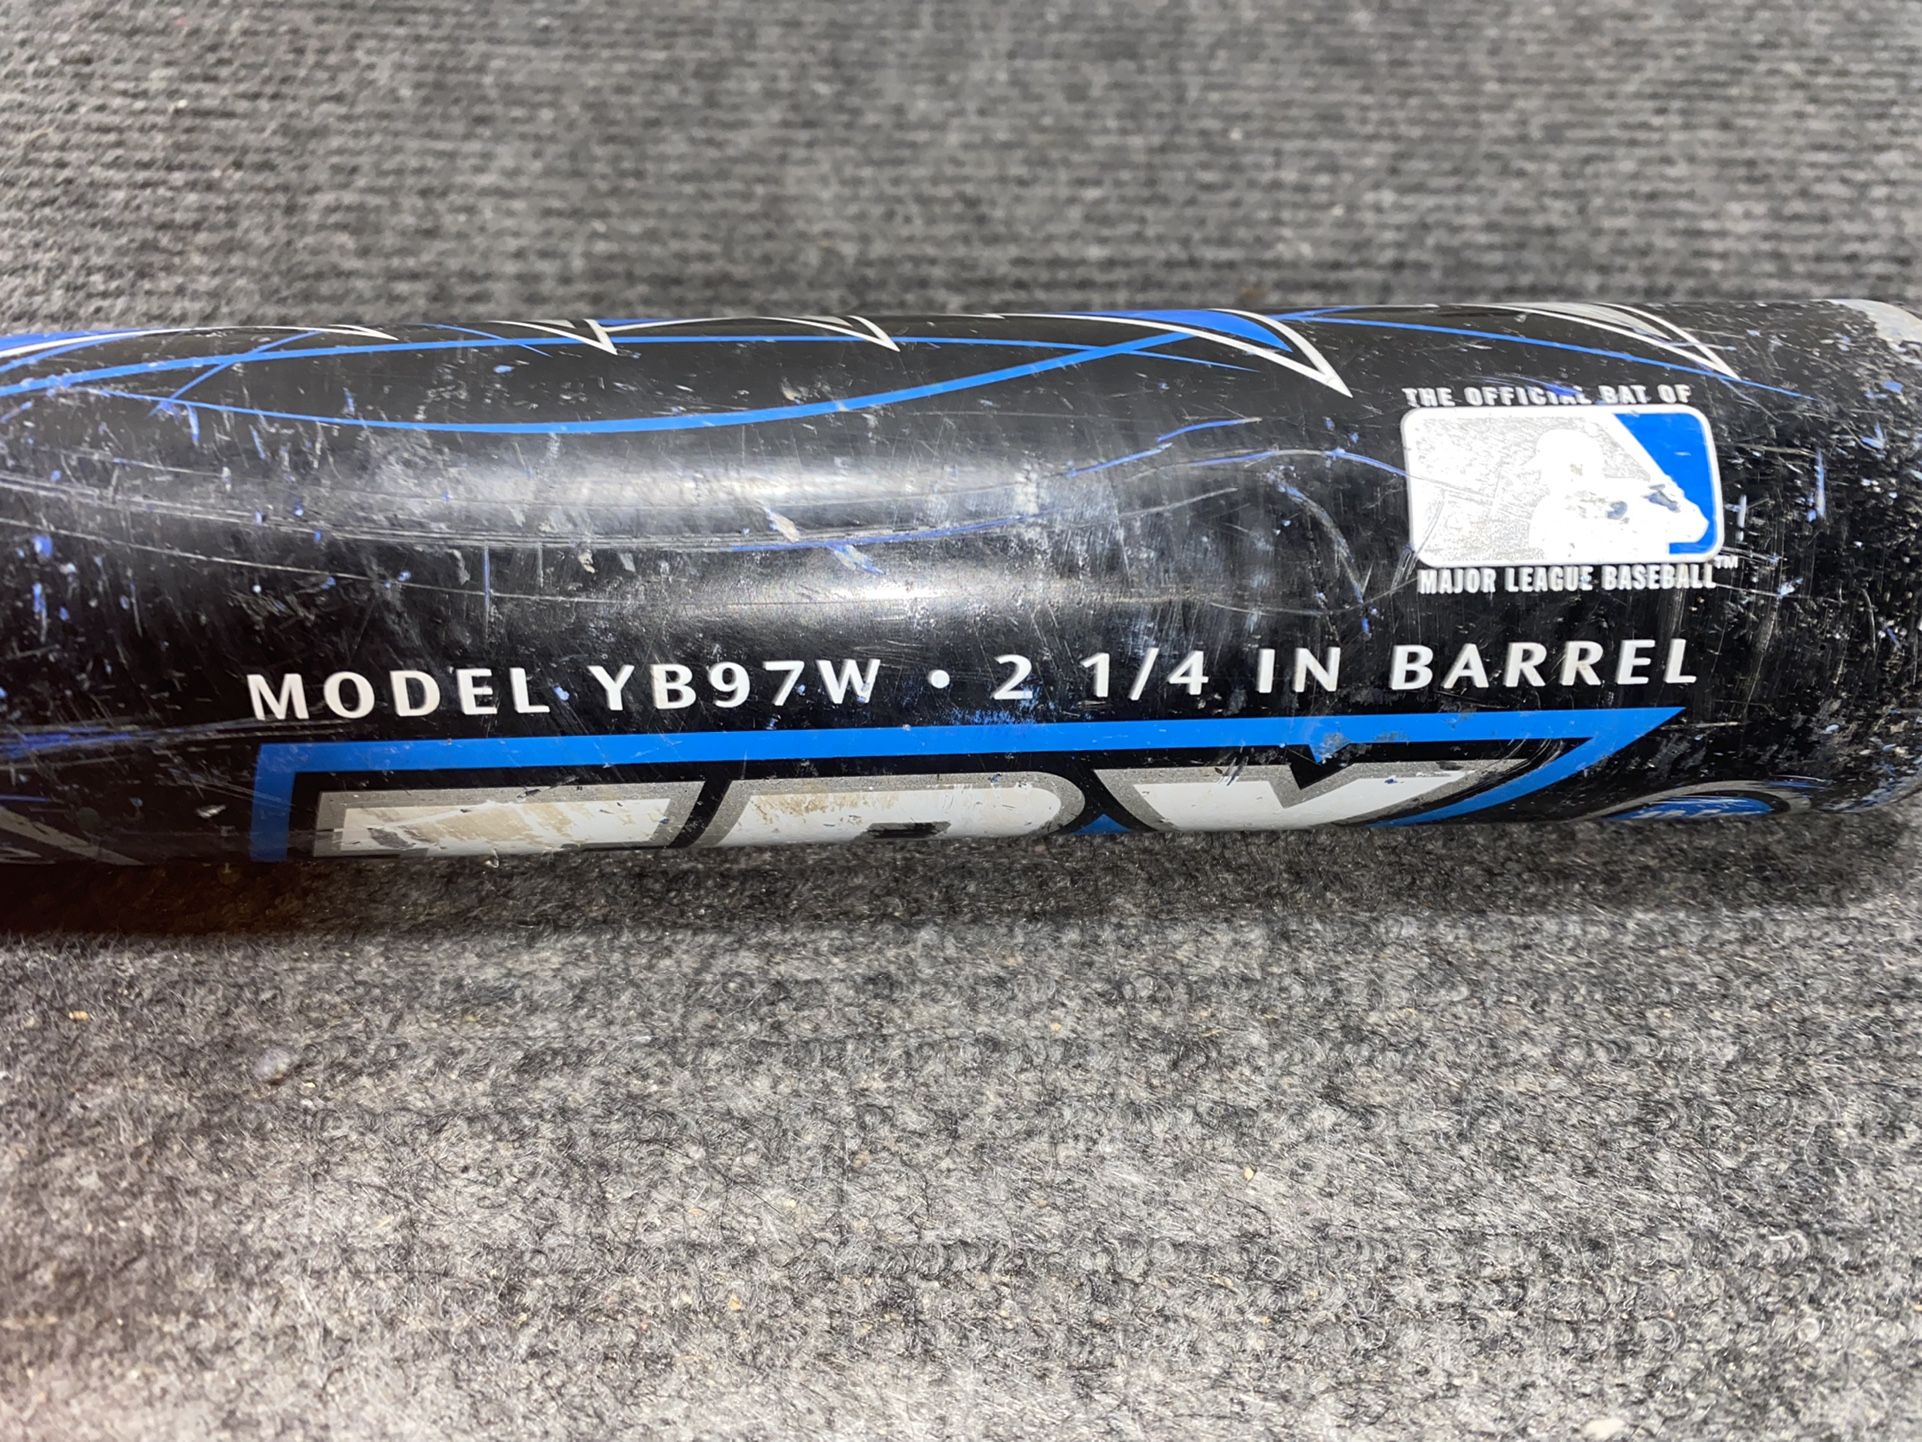 THE OFFICIAL BAT OF
MAJOR LEAGUE BASEBALL™
MODEL YB97W • 2 1/4 IN BARREL